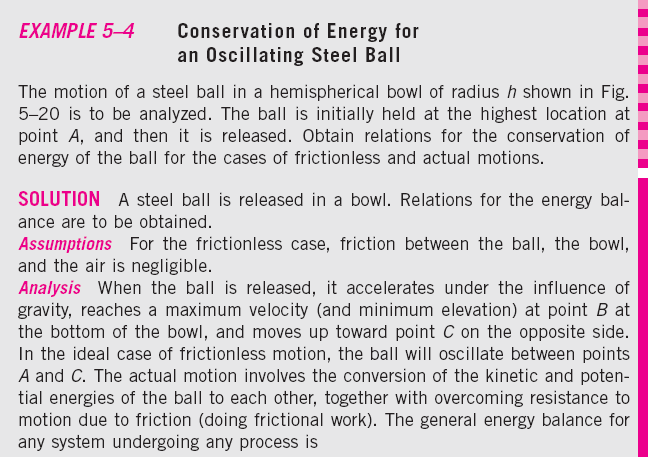 EXAMPLE 5–4 Conservation of Energy for
an Oscillating Steel Ball
The motion of a steel ball in a hemispherical bowl of radius h shown in Fig.
5–20 is to be analyzed. The ball is initially held at the highest location at
point A, and then it is released. Obtain relations for the conservation of
energy of the ball for the cases of frictionless and actual motions.
SOLUTION A steel ball is released in a bowl. Relations for the energy bal-
ance are to be obtained.
Assumptions For the frictionless case, friction between the ball, the bowl,
and the air is negligible.
Analysis When the ball is released, it accelerates under the influence of
gravity, reaches a maximum velocity (and minimum elevation) at point B at
the bottom of the bowl, and moves up toward point C on the opposite side.
In the ideal case of frictionless motion, the ball will oscillate between points
A and C. The actual motion involves the conversion of the kinetic and poten-
tial energies of the ball to each other, together with overcoming resistance to
motion due to friction (doing frictional work). The general energy balance for
any system undergoing any process is